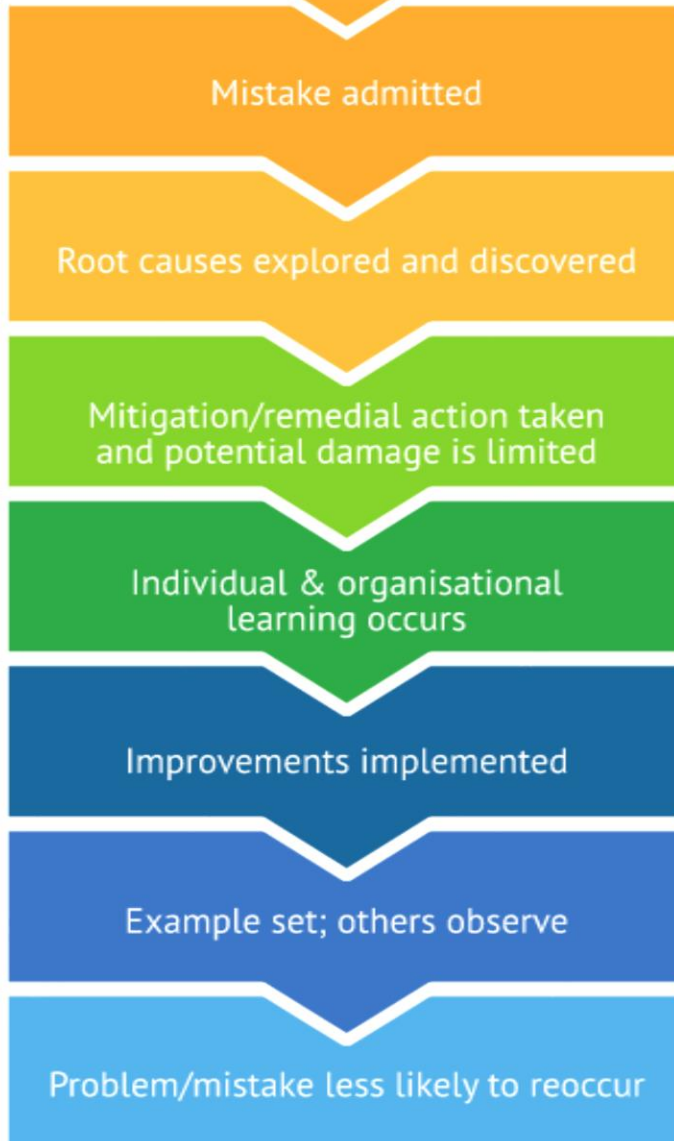 Mistake admitted
Root causes explored and discovered
Mitigation/remedial action taken
and potential damage is limited
Individual & organisational
learning occurs
Improvements implemented
Example set; others observe
Problem/mistake less likely to reoccur